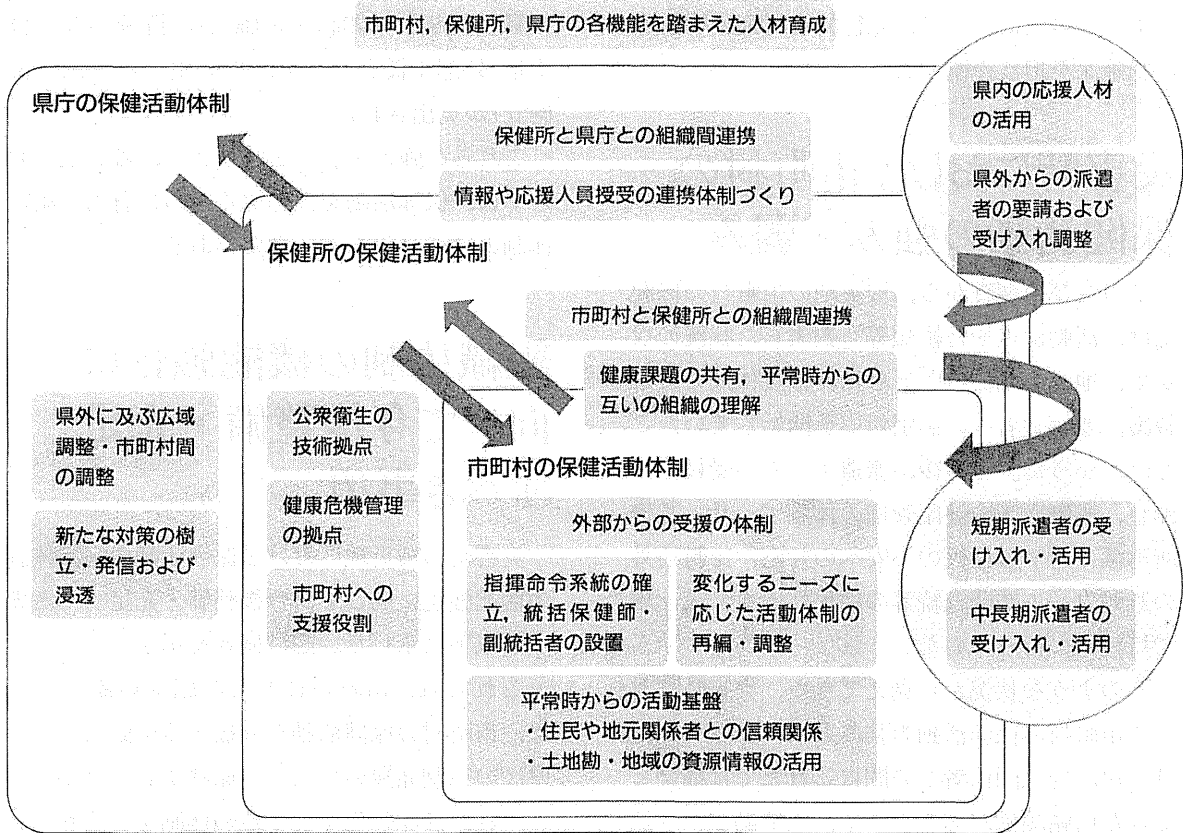 市町村，保健所，県庁の各機能を踏まえた人材育成
県庁の保健活動体制
保健所と県庁との組織間連携
情報や応援人員授受の連携体制づくり
県内の応援人材
の活用
県外からの派遣
者の要請および
受け入れ調整
保健所の保健活動体制
市町村と保健所との組織間連携
健康課題の共有，平常時からの
互いの組織の理解
県外に及ぶ広域
調整・市町村間
の調整
新たな対策の樹
立・発信および
浸透
公衆衛生の
技術拠点
健康危機管理
の拠点
市町村への
支援役割
市町村の保健活動体制
外部からの受援の体制
指揮命令系統の確
立，統括保健師・
副統括者の設置
変化するニーズに
応じた活動体制の
再編・調整
平常時からの活動基盤
・住民や地元関係者との信頼関係
・土地勘・地域の資源情報の活用
短期派遣者の受
け入れ・活用
中長期派遣者の
受け入れ・活用